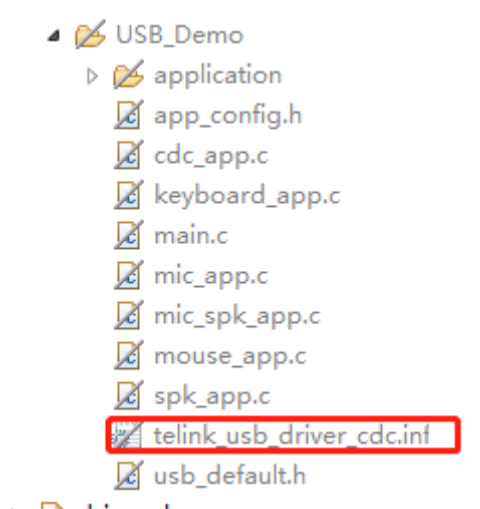 USB_Demo
application
app_config.h
cdc_app.c
keyboard_app.c
main.c
mic_app.c
mic_spk_app.c
mouse_app.c
spk_app.c
telink_usb_driver_cdc.inf
usb_default.h